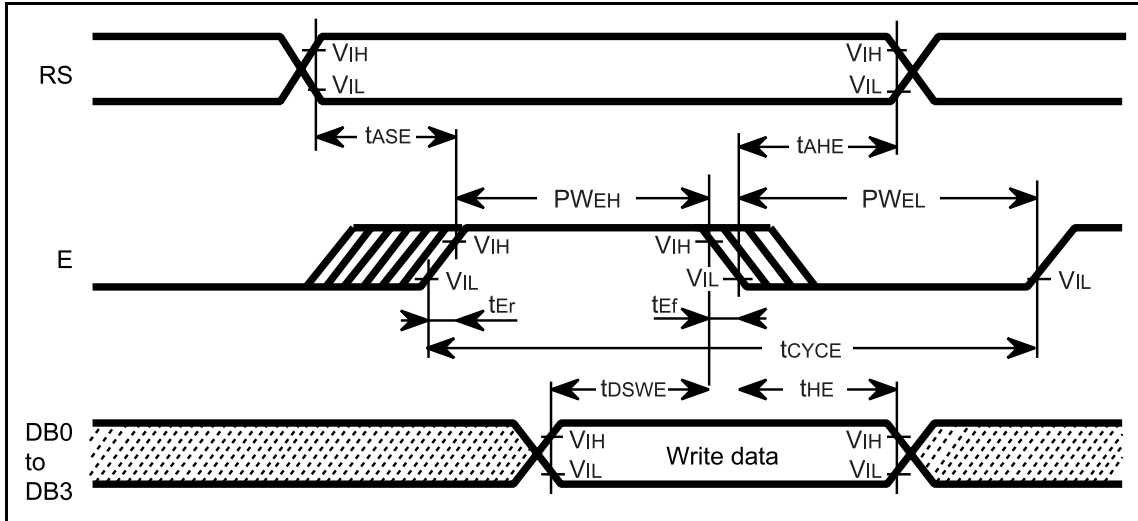 RS
VIH
VIL
VIH
VIL
tASE
tAHE
PWEH
PWEL
E
VIH
VIL
VIH
VIL
VIL
tEr
tEf
tCYCE
tDSWE
tHE
DB0
to
DB3
VIH
VIL
Write data
VIH
VIL